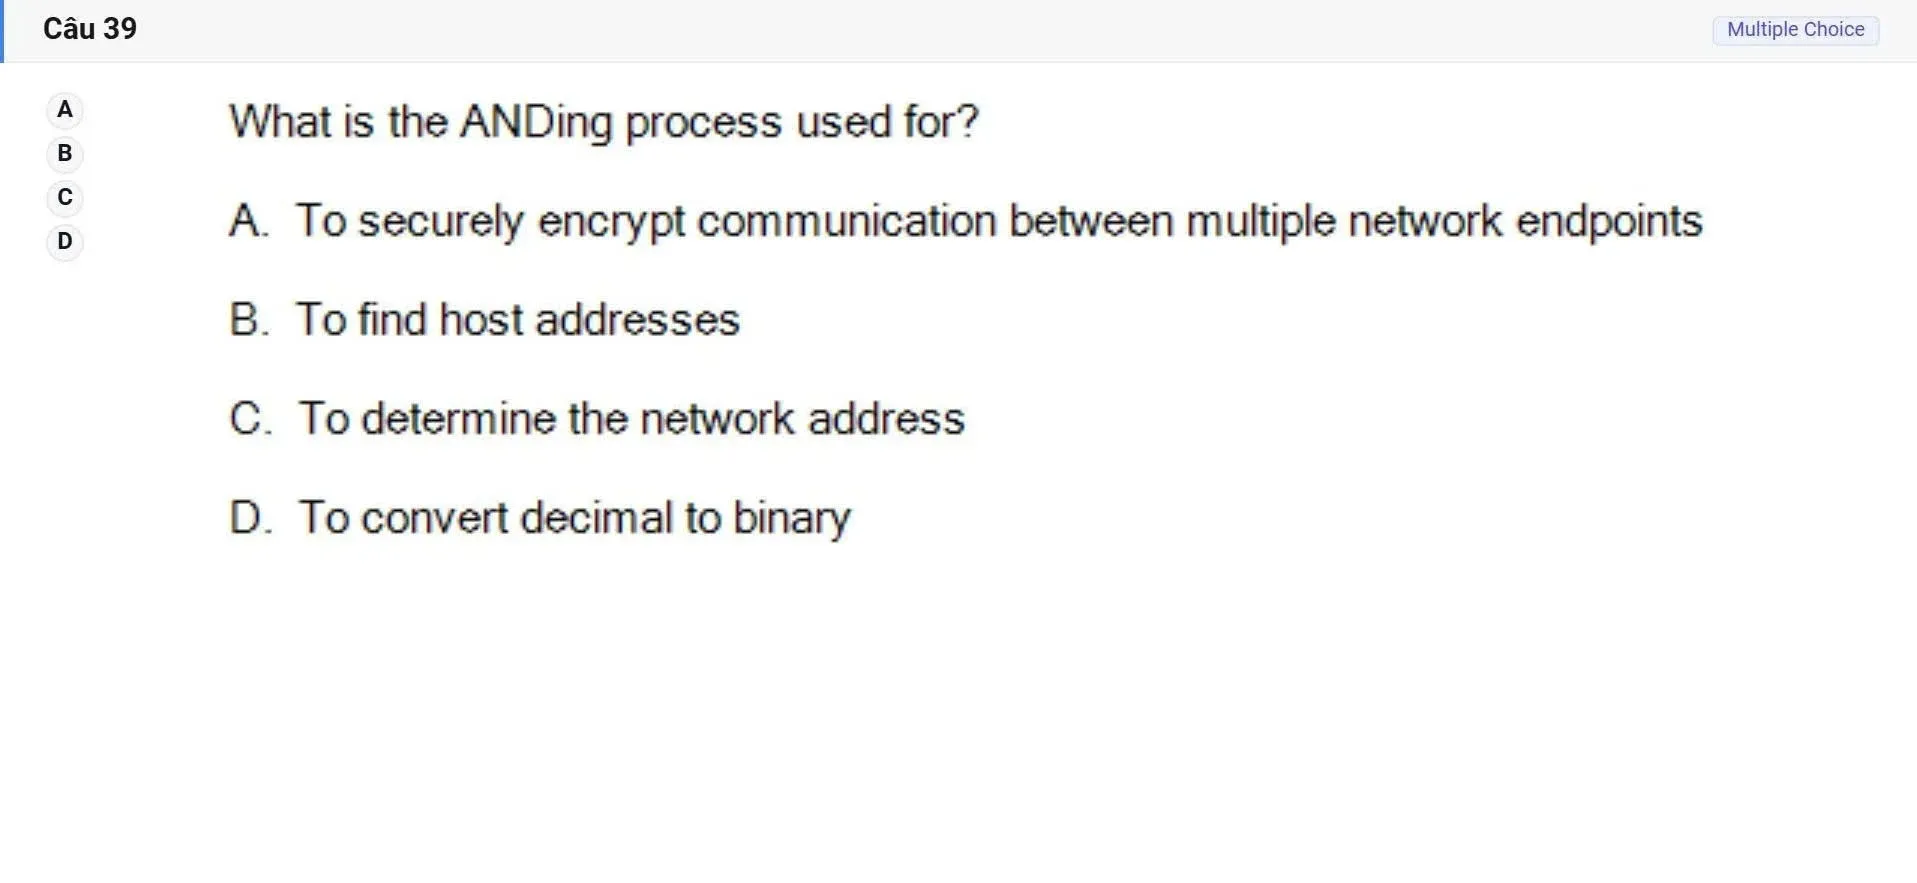 Câu 39
Multiple Choice
A
B
C
D
What is the ANDing process used for?
A. To securely encrypt communication between multiple network endpoints
B. To find host addresses
C. To determine the network address
D. To convert decimal to binary